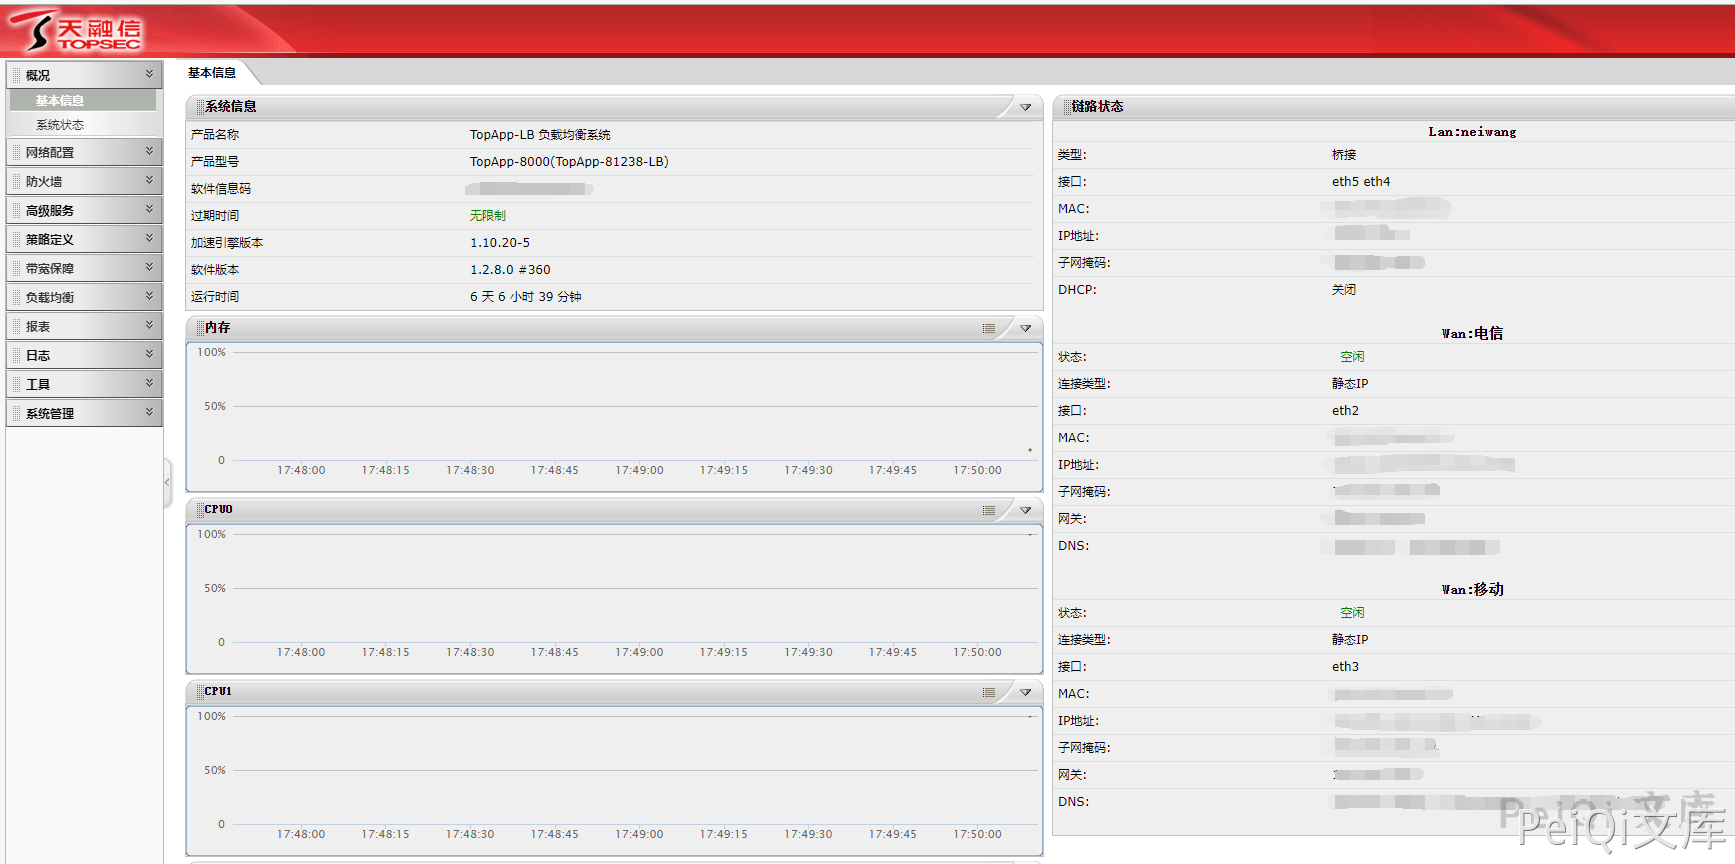 天融信
TOPSEC
概况
基本信息
系统状态
网络配置
防火墙
高级服务
策略定义
带宽保障
负载均衡
报表
日志
工具
系统管理
基本信息
系统信息
产品名称 TopApp-LB 负载均衡系统
产品型号 TopApp-8000(TopApp-81238-LB)
软件信息码
过期时间 无限制
加速引擎版本 1.10.20-5
软件版本 1.2.8.0 #360
运行时间 6 天 6 小时 39 分钟
内存
100%
50%
0
17:48:00 17:48:15 17:48:30 17:48:45 17:49:00 17:49:15 17:49:30 17:49:45 17:50:00
CPU0
100%
50%
0
17:48:00 17:48:15 17:48:30 17:48:45 17:49:00 17:49:15 17:49:30 17:49:45 17:50:00
CPU1
100%
50%
0
17:48:00 17:48:15 17:48:30 17:48:45 17:49:00 17:49:15 17:49:30 17:49:45 17:50:00
链路状态
Lan:neiwang
类型: 桥接
接口: eth5 eth4
MAC:
IP地址:
子网掩码:
DHCP: 关闭
Wan:电信
状态: 空闲
连接类型: 静态IP
接口: eth2
MAC:
IP地址:
子网掩码:
网关:
DNS:
Wan:移动
状态: 空闲
连接类型: 静态IP
接口: eth3
MAC:
IP地址:
子网掩码:
网关:
DNS:
PeiQi文库
PeiQi文库